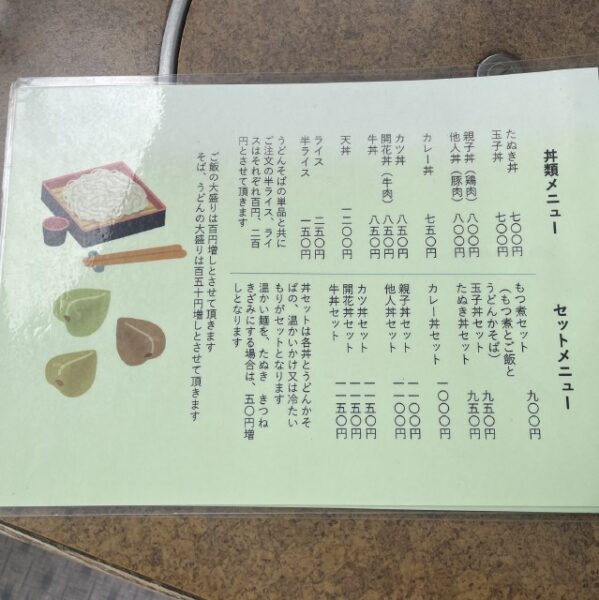 丼類メニュー
たぬき丼 七〇〇円
玉子丼 七〇〇円
親子丼(鶏肉) 八〇〇円
他人丼(豚肉) 八〇〇円
カレー丼 七五〇円
カツ丼 八五〇円
開花丼(牛肉) 八五〇円
牛丼 八五〇円
天丼 一二〇〇円
ライス 二五〇円
半ライス 一五〇円
うどんそばの単品と共に
ご注文の半ライス、ライ
スはそれぞれ百円、二百
円とさせて頂きます
セットメニュー
もつ煮セット 九〇〇円
(もつ煮とご飯と
うどんかそば)
玉子丼セット 九五〇円
たぬき丼セット 九五〇円
カレー丼セット 一〇〇〇円
親子丼セット 一一〇〇円
他人丼セット 一一〇〇円
カツ丼セット 一一五〇円
開花丼セット 一一五〇円
牛丼セット 一一五〇円
丼セットは各丼とうどんかそ
ばの、温かいかけ又は冷たい
もりがセットとなります
温かい麺を、たぬき きつね
きざみにする場合は、五〇円増
しとなります
ご飯の大盛りは百円増しとさせて頂きます
そば、うどんの大盛りは百五十円増しとさせて頂きます